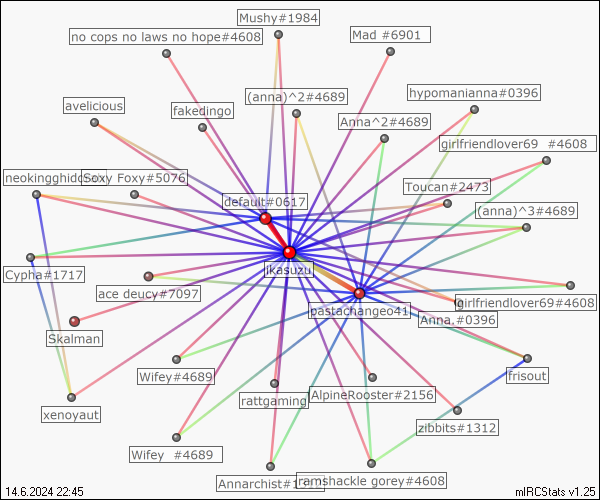 Mushy#1984
no cops no laws no hope#4608
Mad #6901
hypomanianna#0396
(anna)^2#4689
avelicious
fakedingo
Anna^2#4689
girlfriendlover69 #4608
neokingghid
Soxy Foxy#5076
Toucan#2473
default#0617
(anna)^3#4689
ikasuzu
Cypha#1717
ace deucy#7097
girlfriendlover69#4608
pastachangeo41
Anna.#0396
Skalman
Wifey#4689
frisout
rattgaming
AlpineRooster#2156
xenoyaut
zibbits#1312
Wifey #4689
Annarchist
ramshackle gorey#4608
14.6.2024 22:45
mIRCStats v1.25